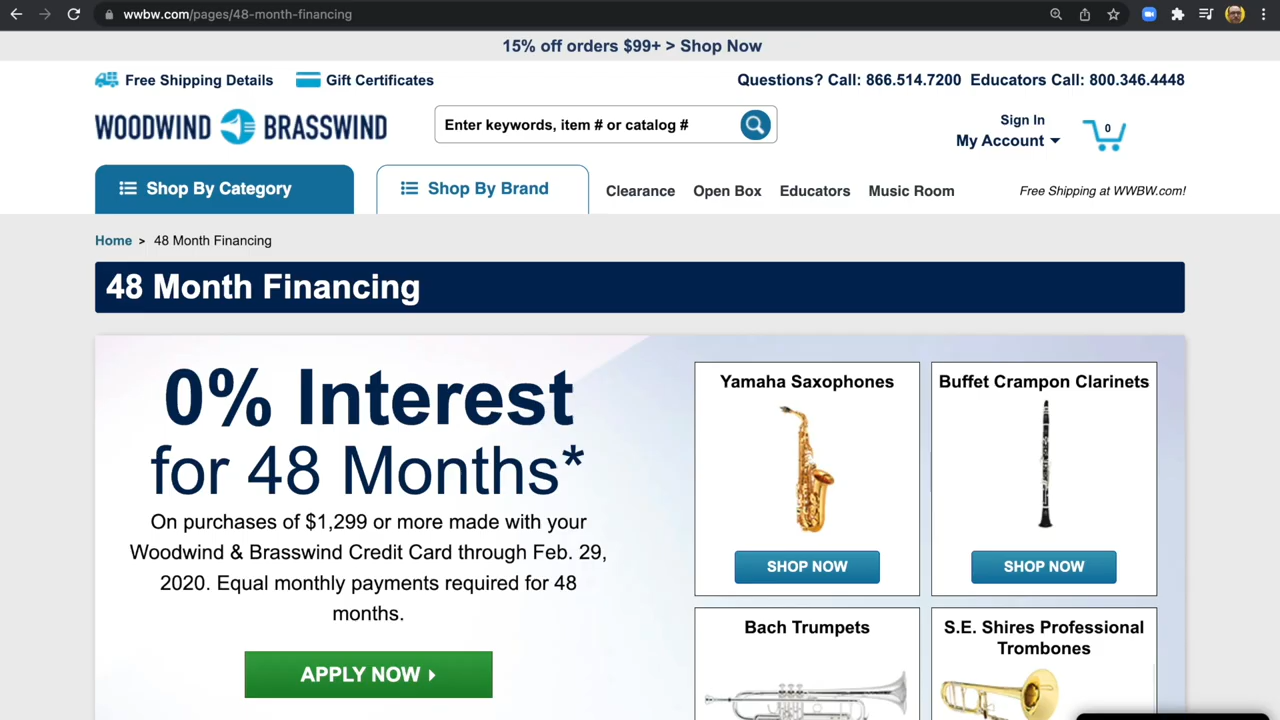 wwbw.com/pages/48-month-financing
15% off orders $99+ > Shop Now
Free Shipping Details
Gift Certificates
Questions? Call: 866.514.7200 Educators Call: 800.346.4448
WOODWIND BRASSWIND
Enter keywords, item # or catalog #
Sign In
My Account
0
Shop By Category
Shop By Brand
Clearance
Open Box
Educators
Music Room
Free Shipping at WWBW.com!
Home > 48 Month Financing
48 Month Financing
0% Interest
for 48 Months*
On purchases of $1,299 or more made with your
Woodwind & Brasswind Credit Card through Feb. 29,
2020. Equal monthly payments required for 48
months.
APPLY NOW
Yamaha Saxophones
SHOP NOW
Buffet Crampon Clarinets
SHOP NOW
Bach Trumpets
S.E. Shires Professional
Trombones